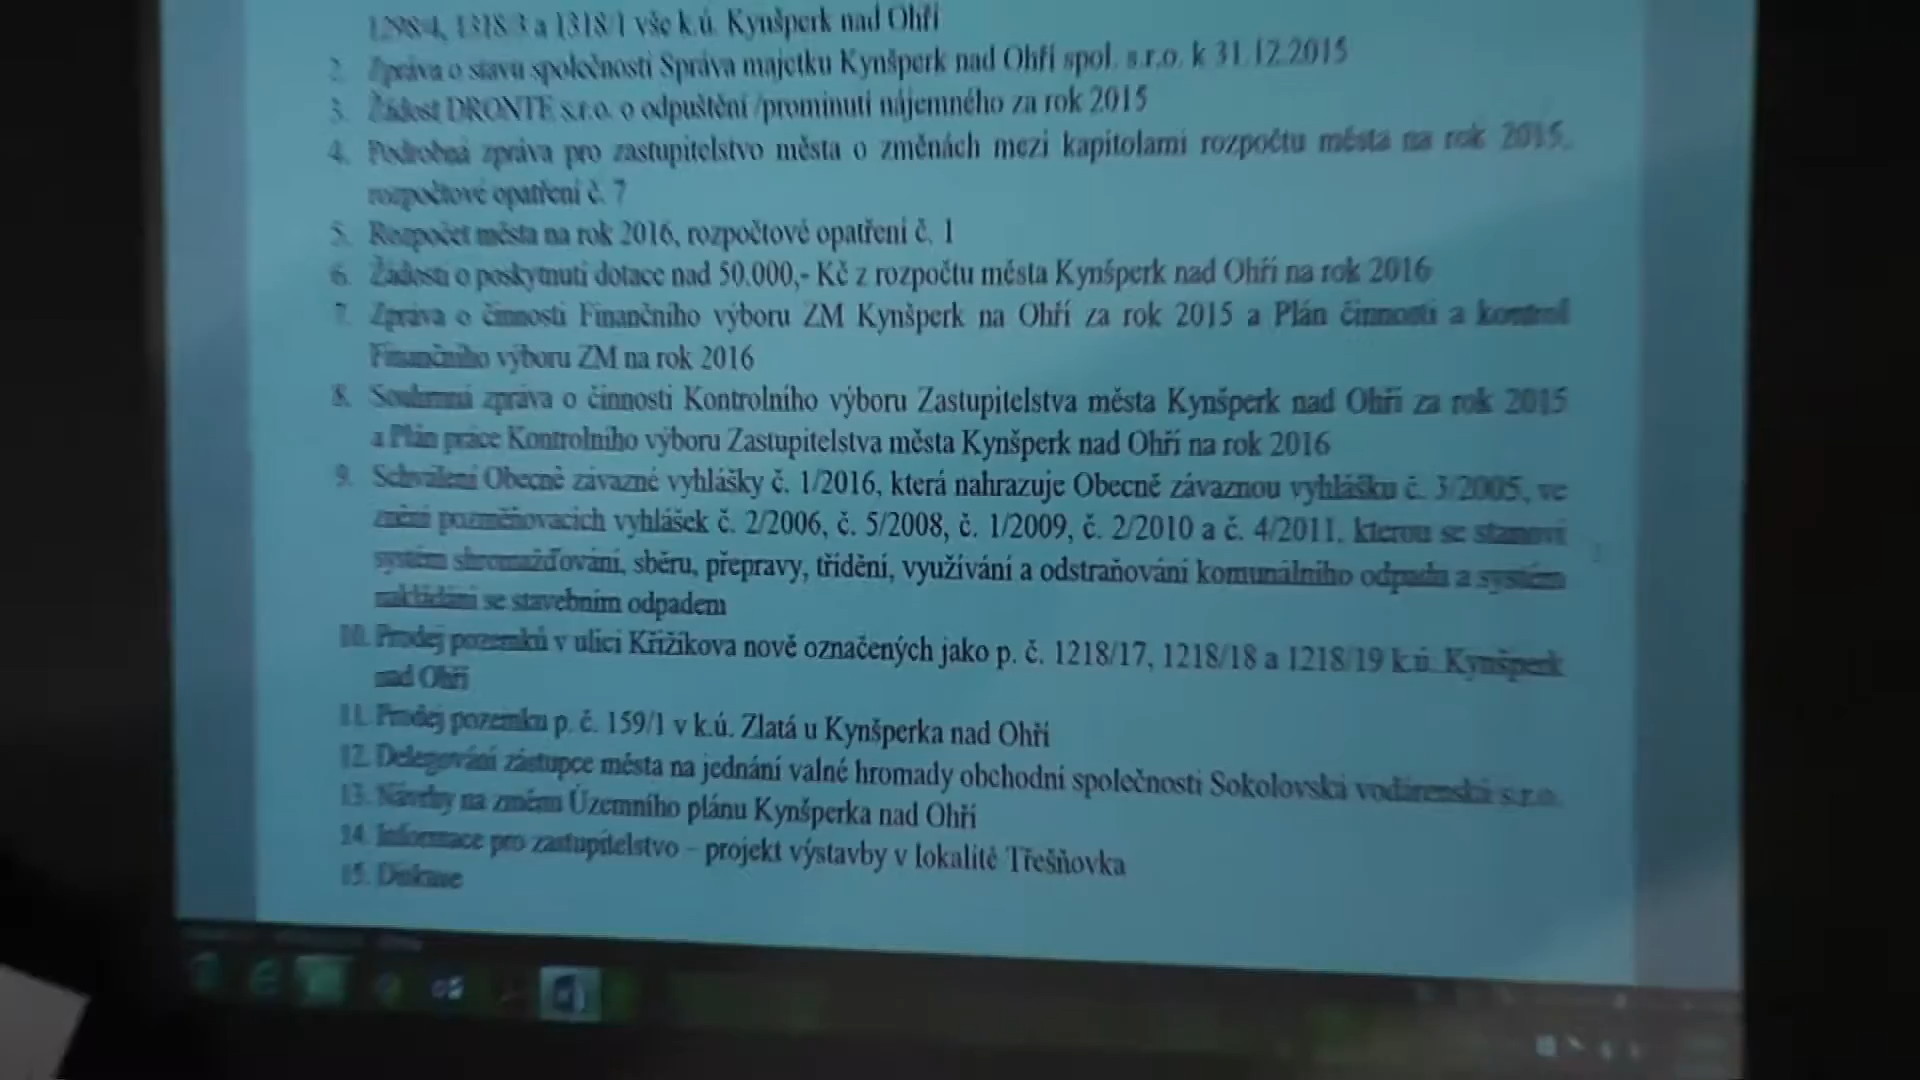 1298/4, 1318/3 a 1318/1 vše k.ú. Kynšperk nad Ohří
2. Zpráva o stavu společnosti Správa majetku Kynšperk nad Ohří spol. s.r.o. k 31.12.2015
3. Žádost DRONTE s.r.o. o odpuštění /prominutí nájemného za rok 2015
4. Podrobná zpráva pro zastupitelstvo města o změnách mezi kapitolami rozpočtu města na rok 2015,
rozpočtové opatření č. 7
5. Rozpočet města na rok 2016, rozpočtové opatření č. 1
6. Žádosti o poskytnutí dotace nad 50.000,- Kč z rozpočtu města Kynšperk nad Ohří na rok 2016
7. Zpráva o činnosti Finančního výboru ZM Kynšperk na Ohří za rok 2015 a Plán činnosti a kontrol
Finančního výboru ZM na rok 2016
8. Souhrnná zpráva o činnosti Kontrolního výboru Zastupitelstva města Kynšperk nad Ohří za rok 2015
a Plán práce Kontrolního výboru Zastupitelstva města Kynšperk nad Ohří na rok 2016
9. Schválení Obecně závazné vyhlášky č. 1/2016, která nahrazuje Obecně závaznou vyhlášku č. 3/2005, ve
znění pozměňovacích vyhlášek č. 2/2006, č. 5/2008, č. 1/2009, č. 2/2010 a č. 4/2011, kterou se stanoví
systém shromažďování, sběru, přepravy, třídění, využívání a odstraňování komunálního odpadu a systém
nakládání se stavebním odpadem
10. Prodej pozemků v ulici Křižíkova nově označených jako p. č. 1218/17, 1218/18 a 1218/19 k.ú. Kynšperk
nad Ohří
11. Prodej pozemku p. č. 159/1 v k.ú. Zlatá u Kynšperka nad Ohří
12. Delegování zástupce města na jednání valné hromady obchodní společnosti Sokolovská vodárenská s.r.o.
13. Návrhy na změnu Územního plánu Kynšperka nad Ohří
14. Informace pro zastupitelstvo – projekt výstavby v lokalitě Třešňovka
15. Diskuse